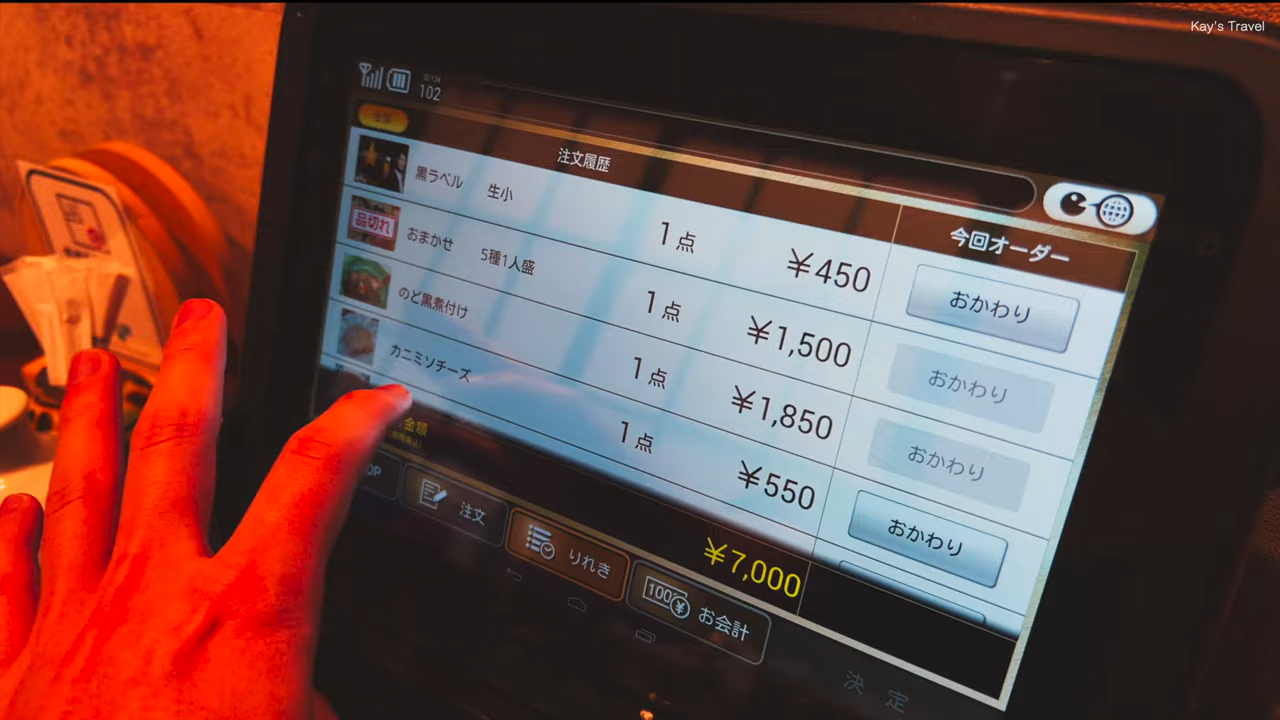 Kay's Travel
102
注文履歴
今回オーダー
黒ラベル 生小 1点 ¥450 おかわり
品切れ
おまかせ 5種1人盛 1点 ¥1,500 おかわり
のど黒煮付け 1点 ¥1,850 おかわり
カニミソチーズ 1点 ¥550 おかわり
金額 ¥7,000
OP
注文
りれき
100 ¥
お会計
決定